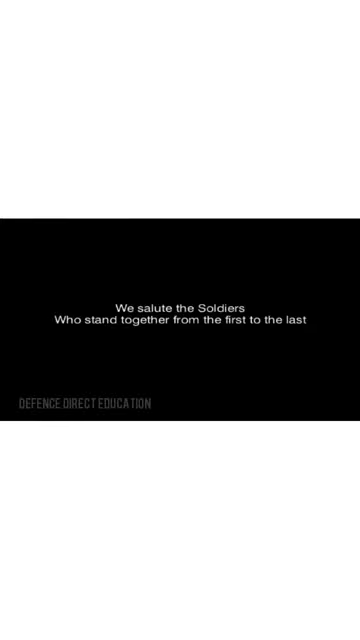 We salute the Soldiers
Who stand together from the first to the last
DEFENCE DIRECT EDUCATION